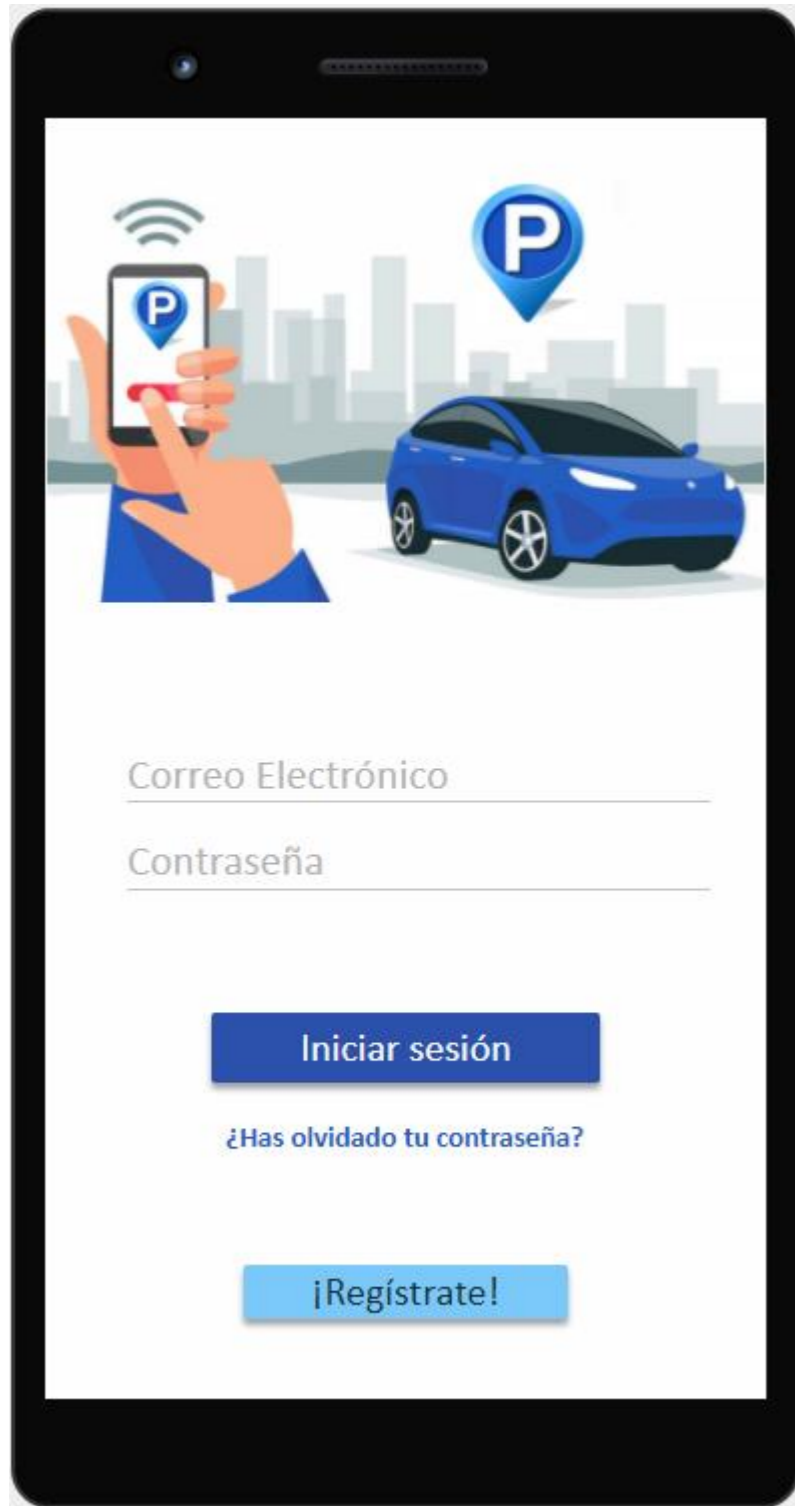 P
P
Correo Electrónico
Contraseña
Iniciar sesión
¿Has olvidado tu contraseña?
¡Regístrate!